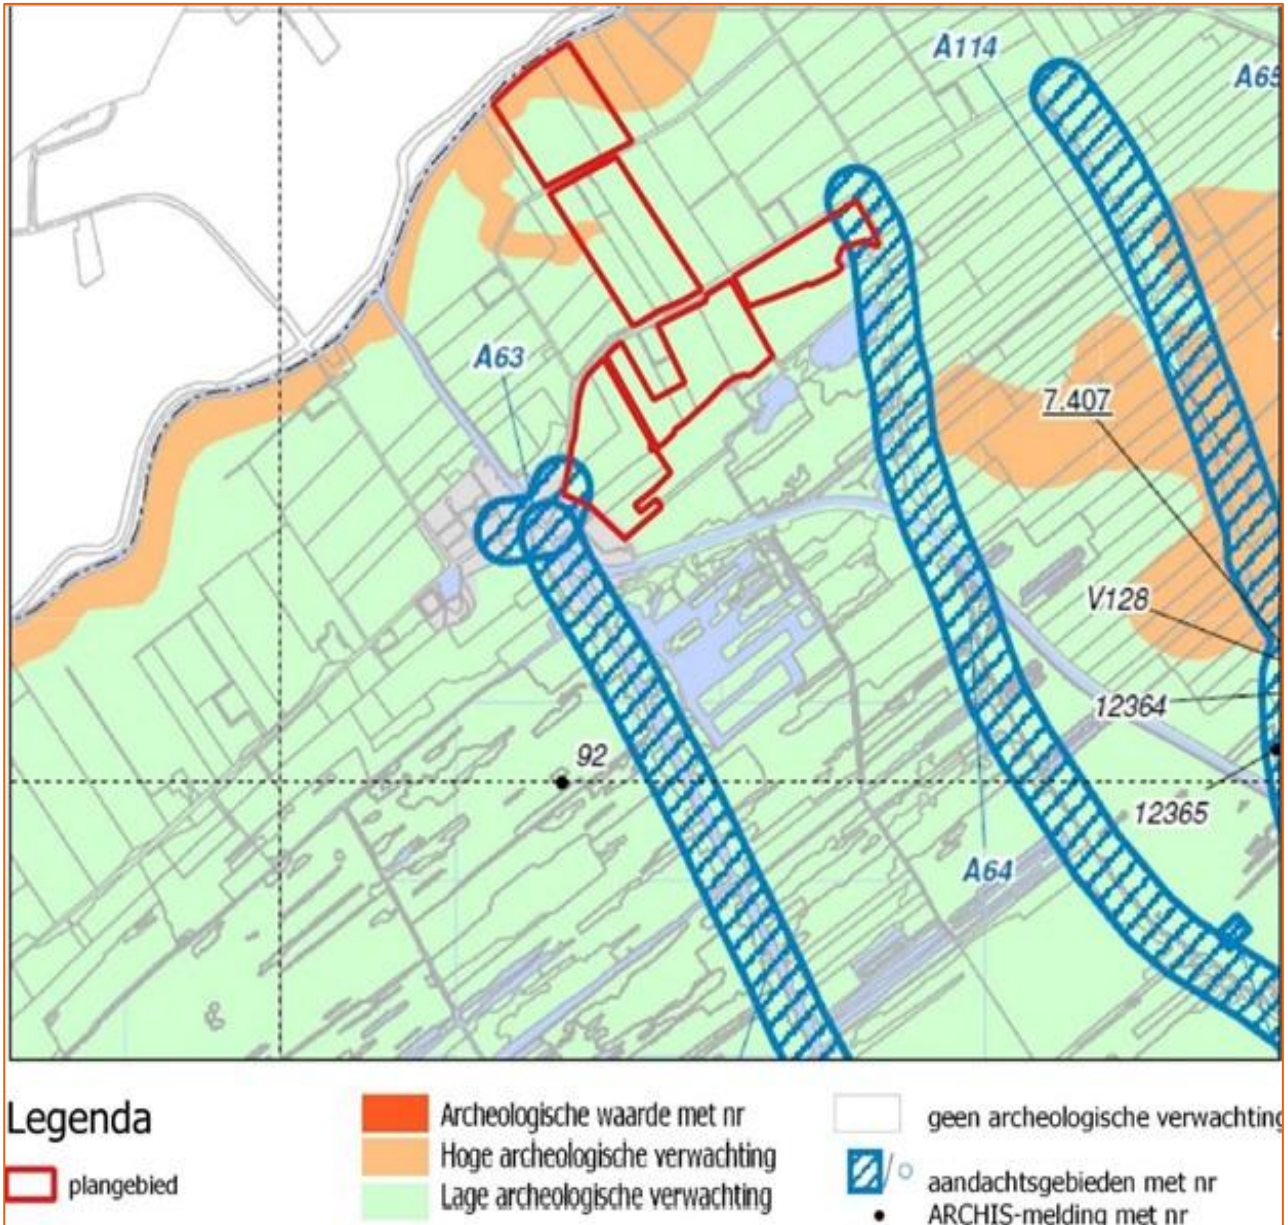 A114
A65
A63
7.407
V128
12364
92
12365
A64
Legenda
plangebied
Archeologische waarde met nr
Hoge archeologische verwachting
Lage archeologische verwachting
geen archeologische verwachting
aandachtsgebieden met nr
ARCHIS-melding met nr